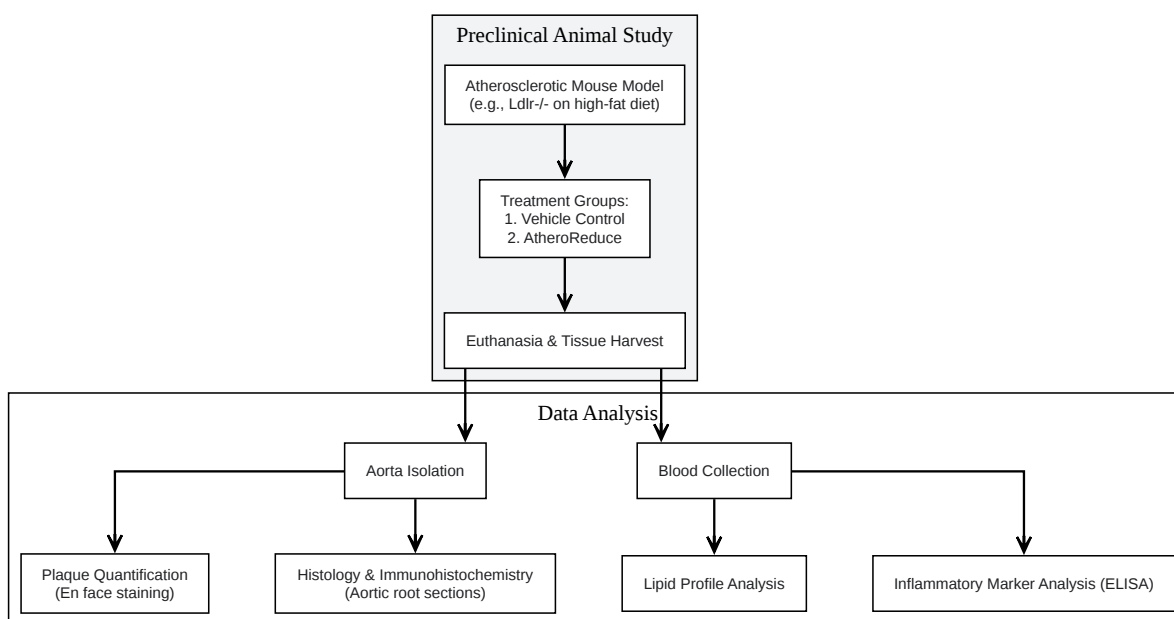 Preclinical Animal Study
Atherosclerotic Mouse Model
(e.g., Ldlr-/- on high-fat diet)
Treatment Groups:
1. Vehicle Control
2. AtheroReduce
Euthanasia & Tissue Harvest
Data Analysis
Aorta Isolation
Blood Collection
Plaque Quantification
(En face staining)
Histology & Immunohistochemistry
(Aortic root sections)
Lipid Profile Analysis
Inflammatory Marker Analysis (ELISA)